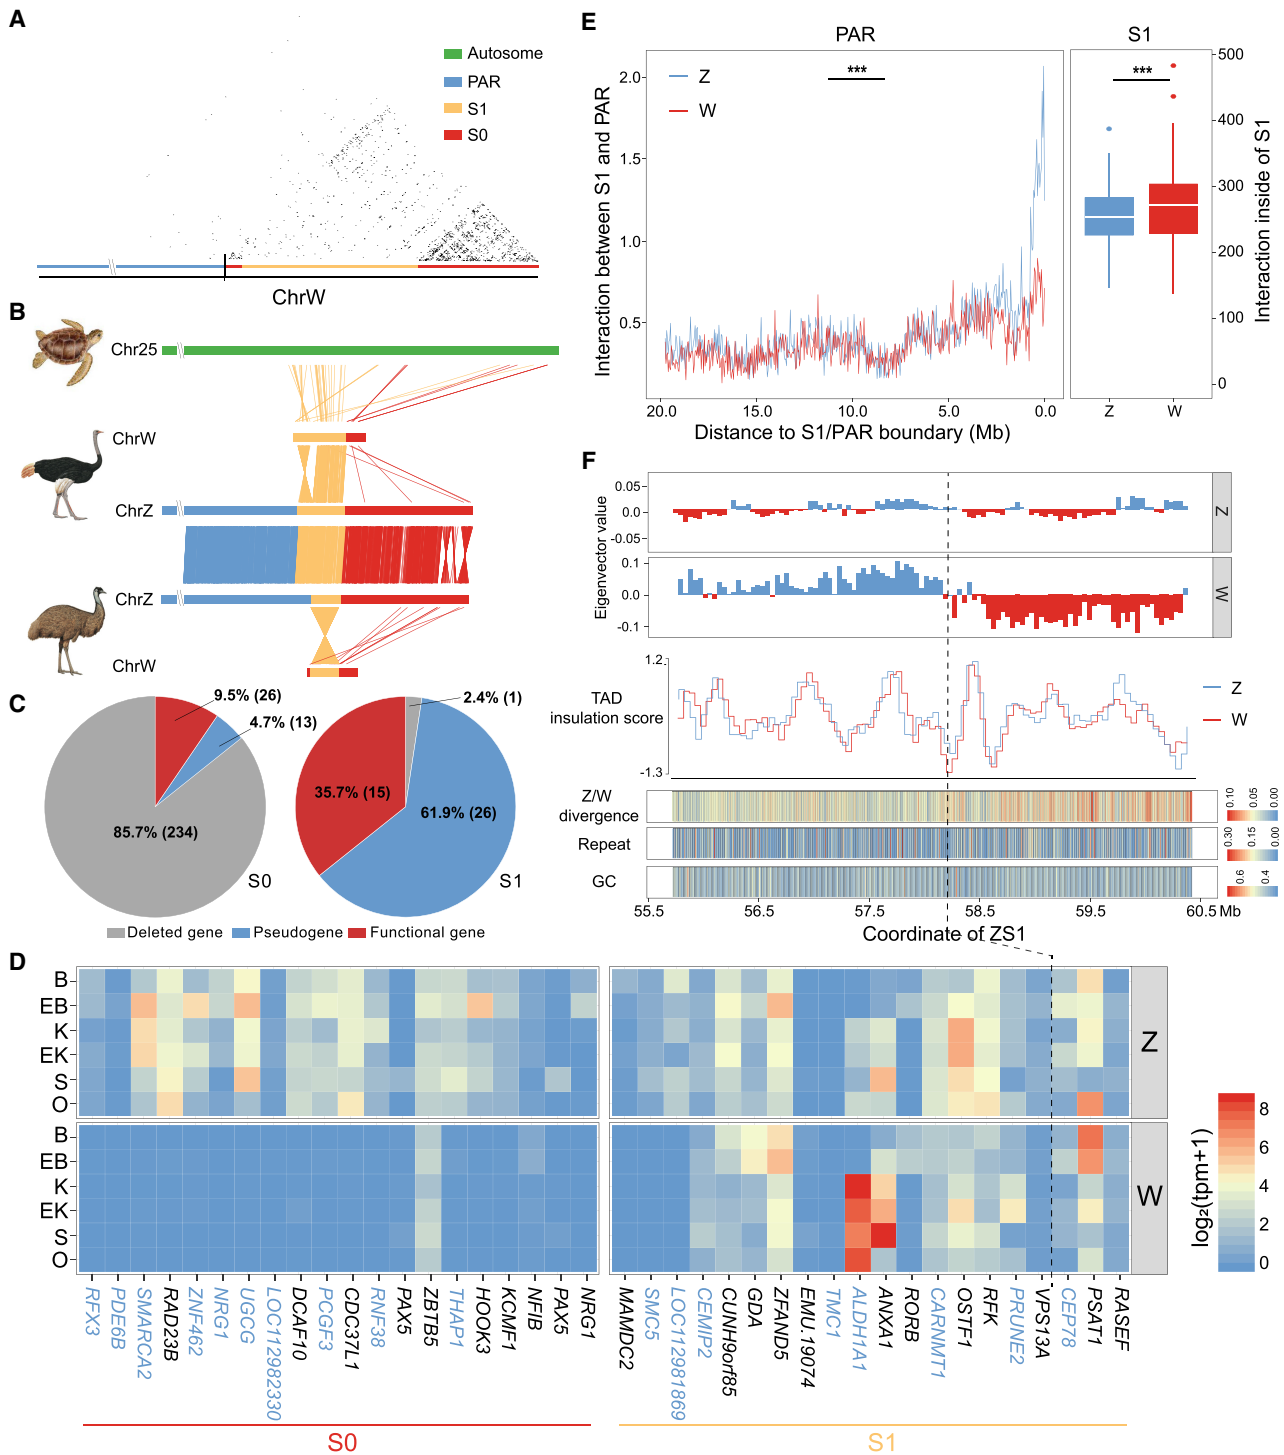 A
Autosome
PAR
S1
S0
ChrW
B
Chr25
ChrW
ChrZ
ChrZ
ChrW
C
9.5% (26)
4.7% (13)
85.7% (234)
S0
2.4% (1)
35.7% (15)
61.9% (26)
S1
Deleted gene
Pseudogene
Functional gene
E
PAR
S1
Z
W
***
***
Interaction between S1 and PAR
2.0
1.5
1.0
0.5
20.0
15.0
10.0
5.0
0.0
Distance to S1/PAR boundary (Mb)
Z
W
500
400
300
200
100
0
Interaction inside of S1
F
Eigenvector value
0.05
0.0
-0.05
Z
0.1
0.0
-0.1
W
TAD
insulation score
1.2
-1.3
Z
W
Z/W
divergence
0.10
0.05
0.00
Repeat
0.30
0.15
0.00
GC
0.6
0.4
55.5
56.5
57.5
58.5
59.5
60.5 Mb
Coordinate of ZS1
D
B
EB
K
EK
S
O
Z
B
EB
K
EK
S
O
W
RFX3
PDE6B
SMARCA2
RAD23B
ZNF462
NRG1
UGCG
LOC112982330
DCAF10
PCGF3
CDC37L1
RNF38
PAX5
ZBTB5
THAP1
HOOK3
KCMF1
NFIB
PAX5
NRG1
S0
MAMDC2
SMC5
LOC112981869
CEMIP2
CUNH9orf85
GDA
ZFAND5
EMU.19074
TMC1
ALDH1A1
ANXA1
RORB
CARNMT1
OSTF1
RFK
PRUNE2
VPS13A
CEP78
PSAT1
RASEF
S1
log₂(tpm+1)
8
6
4
2
0